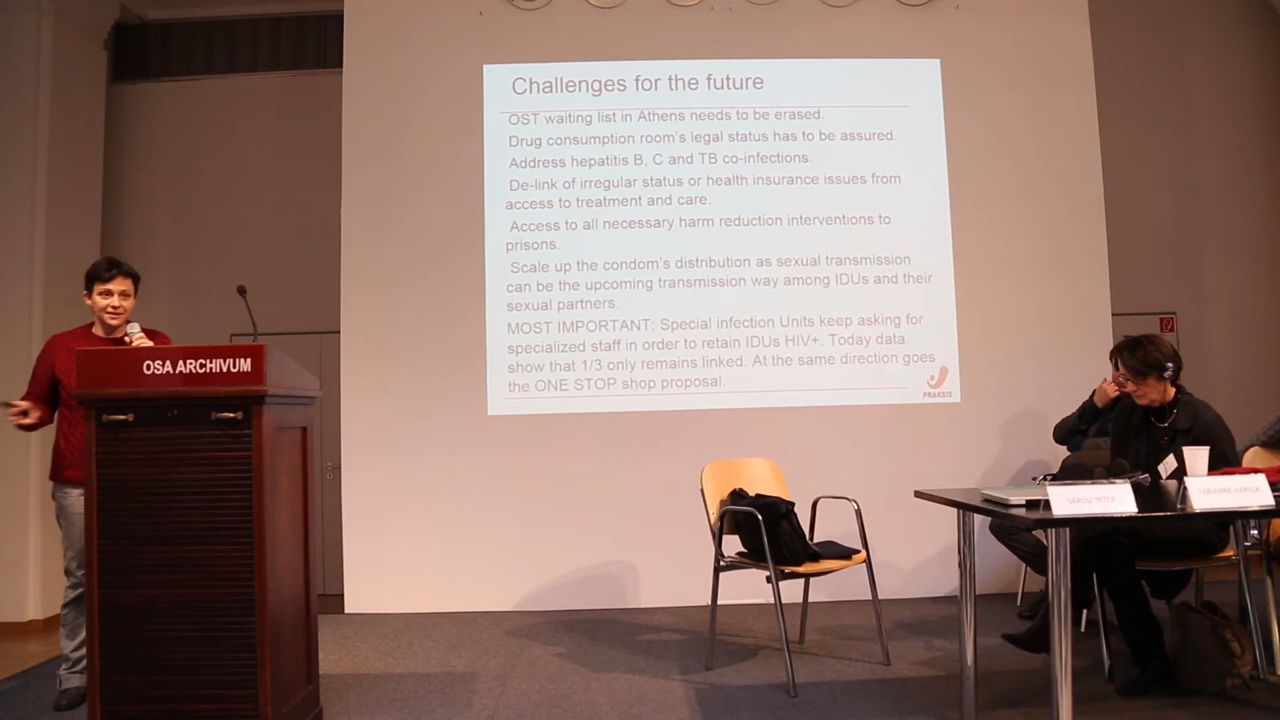 Challenges for the future
OST waiting list in Athens needs to be erased.
Drug consumption room's legal status has to be assured.
Address hepatitis B, C and TB co-infections.
De-link of irregular status or health insurance issues from
access to treatment and care.
Access to all necessary harm reduction interventions to
prisons.
Scale up the condom's distribution as sexual transmission
can be the upcoming transmission way among IDUs and their
sexual partners.
MOST IMPORTANT: Special infection Units keep asking for
specialized staff in order to retain IDUs HIV+. Today data
show that 1/3 only remains linked. At the same direction goes
the ONE STOP shop proposal.
PRAKSIS
OSA ARCHIVUM
SÁROSI PÉTER